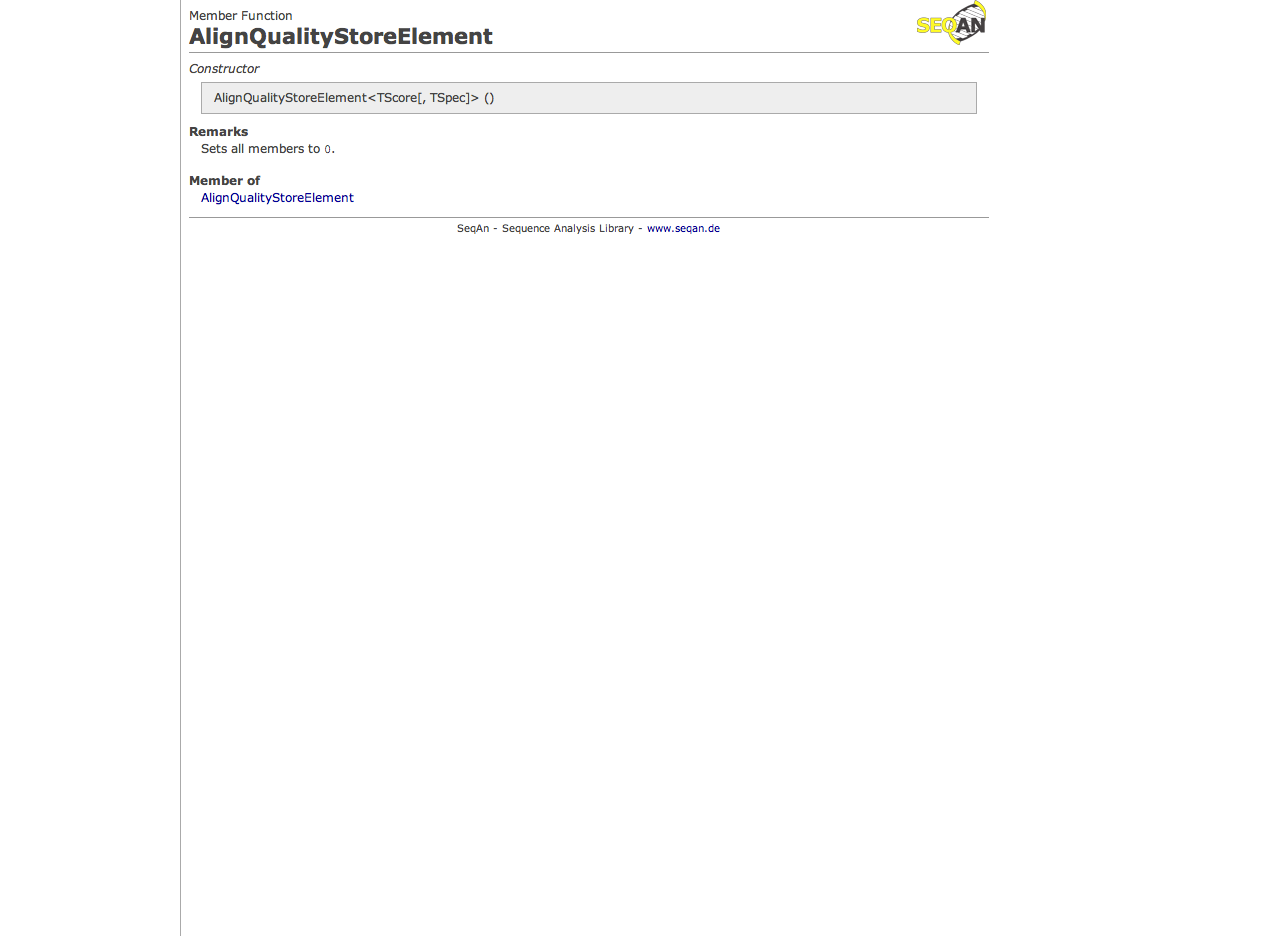 Member Function
SEQAN
AlignQualityStoreElement
Constructor
AlignQualityStoreElement<TScore[, TSpec]> ()
Remarks
Sets all members to 0.
Member of
AlignQualityStoreElement
SeqAn - Sequence Analysis Library - www.seqan.de